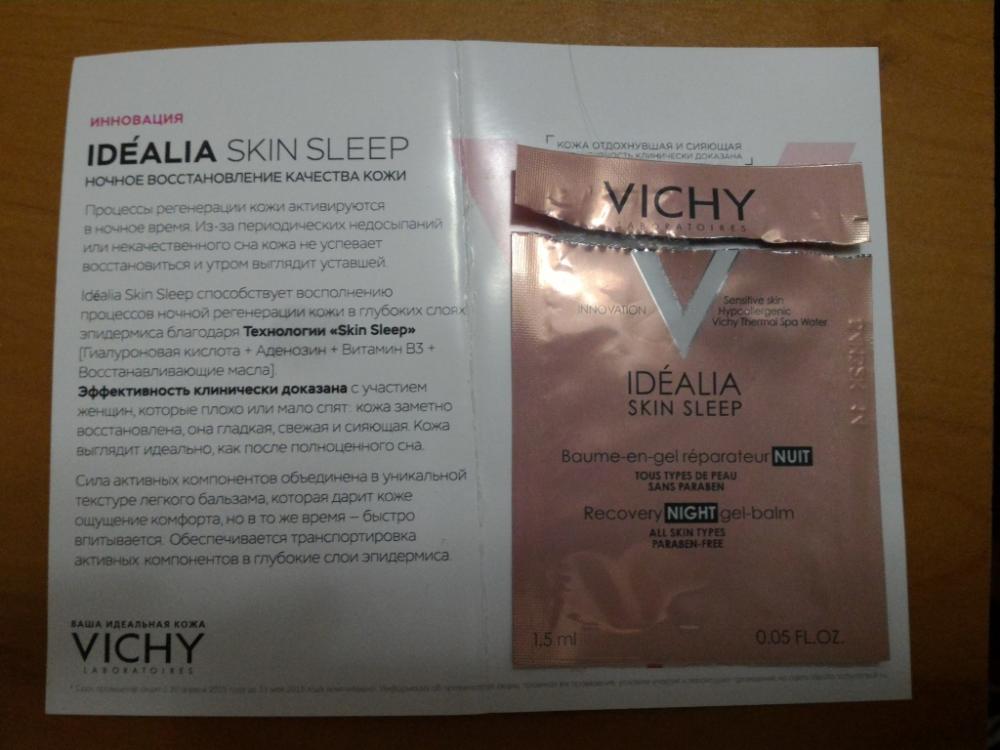 ИННОВАЦИЯ
IDÉALIA SKIN SLEEP
НОЧНОЕ ВОССТАНОВЛЕНИЕ КАЧЕСТВА КОЖИ
Процессы регенерации кожи активируются
в ночное время. Из-за периодических недосыпаний
или некачественного сна кожа не успевает
восстановиться и утром выглядит уставшей.
Idéalia Skin Sleep способствует восполнению
процессов ночной регенерации кожи в глубоких слоях
эпидермиса благодаря Технологии «Skin Sleep»
[Гиалуроновая кислота + Аденозин + Витамин B3 +
Восстанавливающие масла].
Эффективность клинически доказана с участием
женщин, которые плохо или мало спят: кожа заметно
восстановлена, она гладкая, свежая и сияющая. Кожа
выглядит идеально, как после полноценного сна.
Сила активных компонентов объединена в уникальной
текстуре легкого бальзама, которая дарит коже
ощущение комфорта, но в то же время – быстро
впитывается. Обеспечивается транспортировка
активных компонентов в глубокие слои эпидермиса.
ВАША ИДЕАЛЬНАЯ КОЖА
VICHY
LABORATOIRES
КОЖА ОТДОХНУВШАЯ И СИЯЮЩАЯ
КЛИНИЧЕСКИ ДОКАЗАНА
VICHY
LABORATOIRES
INNOVATION
Sensitive skin
Hypoallergenic
Vichy Thermal Spa Water
IDÉALIA
SKIN SLEEP
Baume-en-gel réparateur NUIT
TOUS TYPES DE PEAU
SANS PARABEN
Recovery NIGHT gel-balm
ALL SKIN TYPES
PARABEN-FREE
1,5 ml
0.05 FL.OZ.